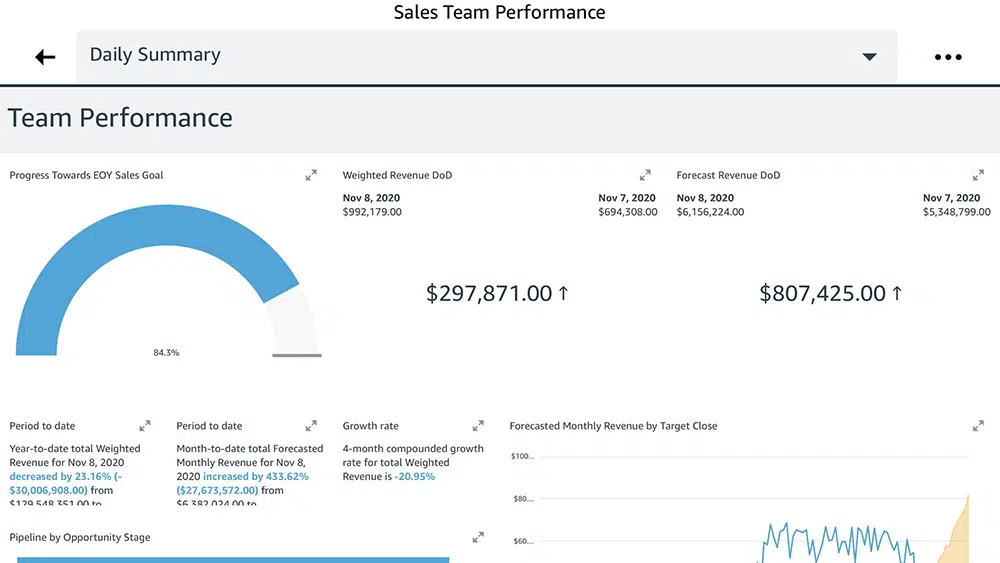 Sales Team Performance
Daily Summary
Team Performance
Progress Towards EOY Sales Goal
84.3%
Weighted Revenue DoD
Nov 8, 2020 Nov 7, 2020
$992,179.00 $694,308.00
$297,871.00 ↑
Forecast Revenue DoD
Nov 8, 2020 Nov 7, 2020
$6,156,224.00 $5,348,799.00
$807,425.00 ↑
Period to date
Year-to-date total Weighted
Revenue for Nov 8, 2020
decreased by 23.16% (-
$30,006,908.00) from
$129,548,351.00 to
Period to date
Month-to-date total Forecasted
Monthly Revenue for Nov 8,
2020 increased by 433.62%
($27,673,572.00) from
$6,382,024.00 to
Growth rate
4-month compounded growth
rate for total Weighted
Revenue is -20.95%
Forecasted Monthly Revenue by Target Close
$100...
$80...
$60...
Pipeline by Opportunity Stage